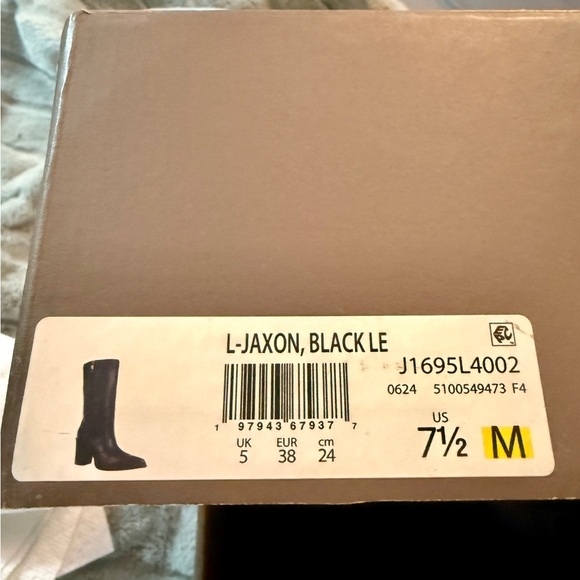 L-JAXON, BLACK LE
J1695L4002
0624 5100549473 F4
1 97943 67937 7
UK EUR cm
5 38 24
US
7½ M